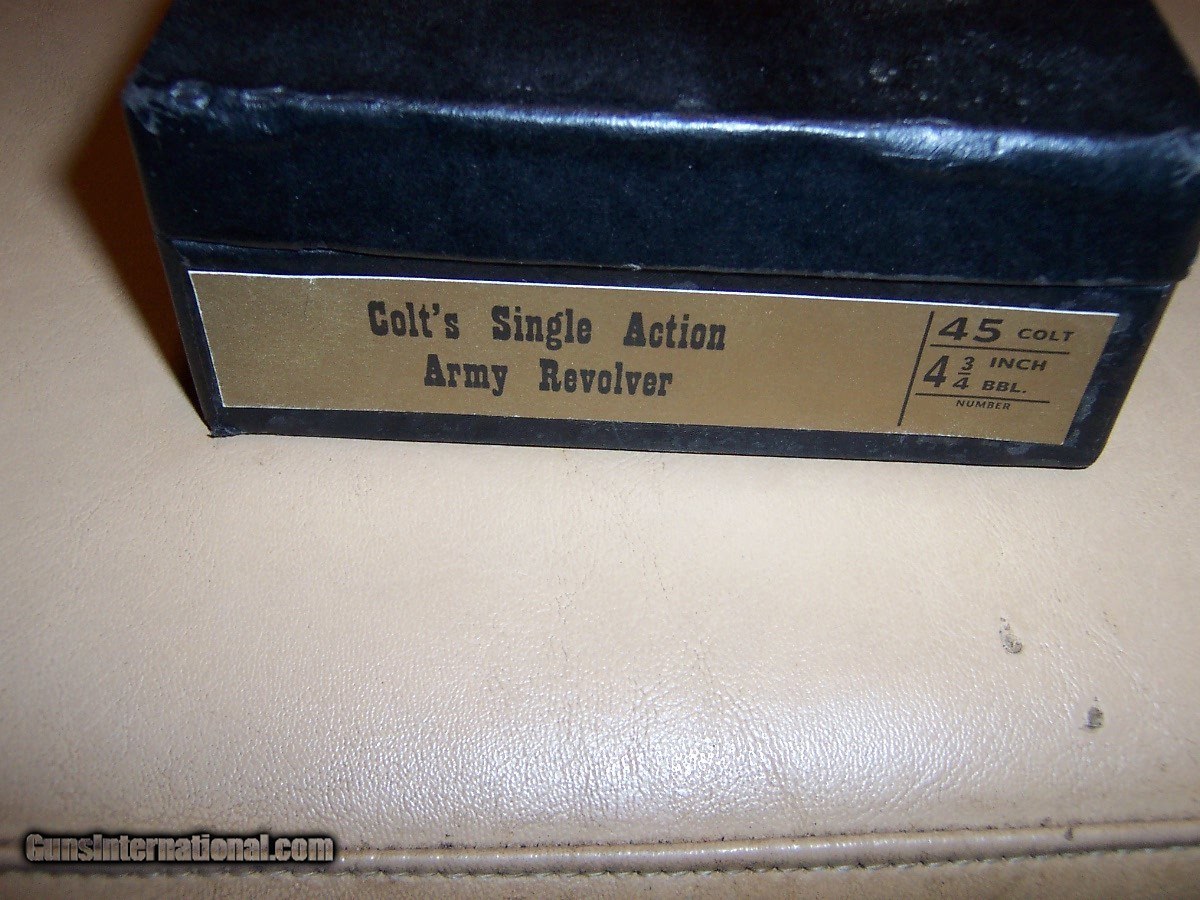 Colt's Single Action
Army Revolver
45 COLT
4 3/4 INCH
BBL.
NUMBER
GunsInternational.com